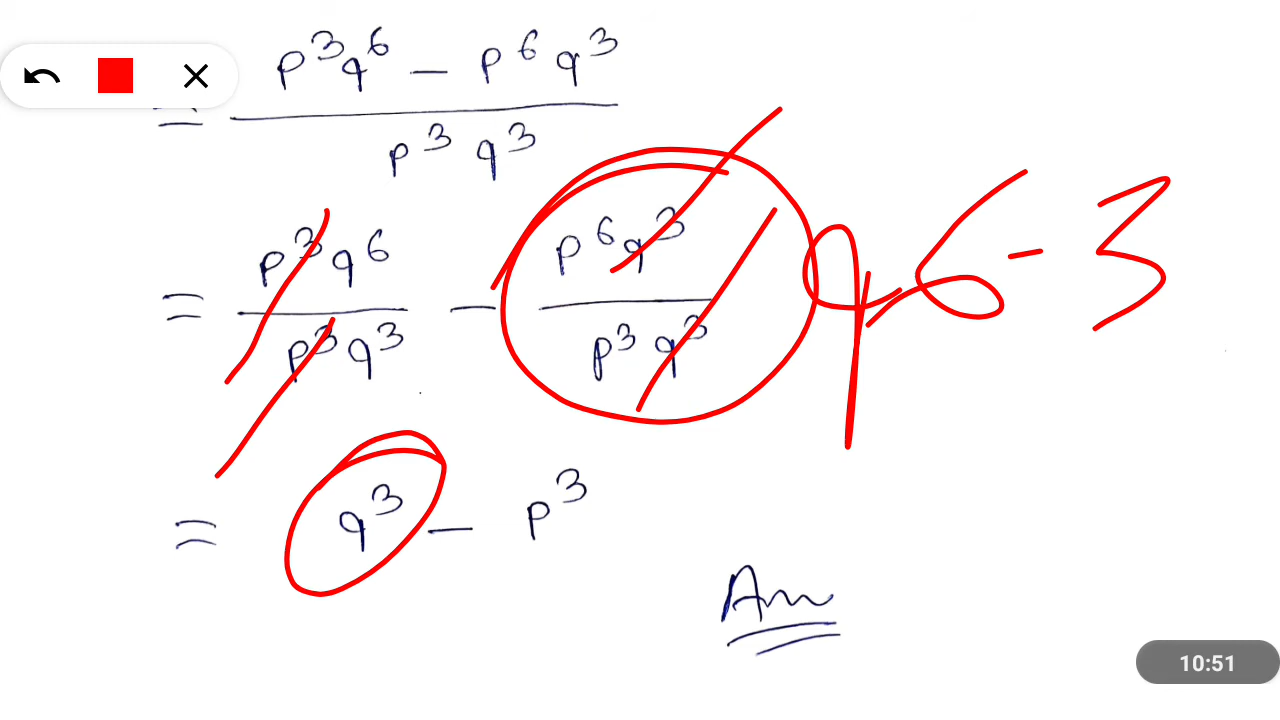 = p³q⁶ − p⁶q³ / p³q³
= p³q⁶ / p³q³ − p⁶q³ / p³q³
q⁶⁻³
= q³ − p³
Ans
10:51